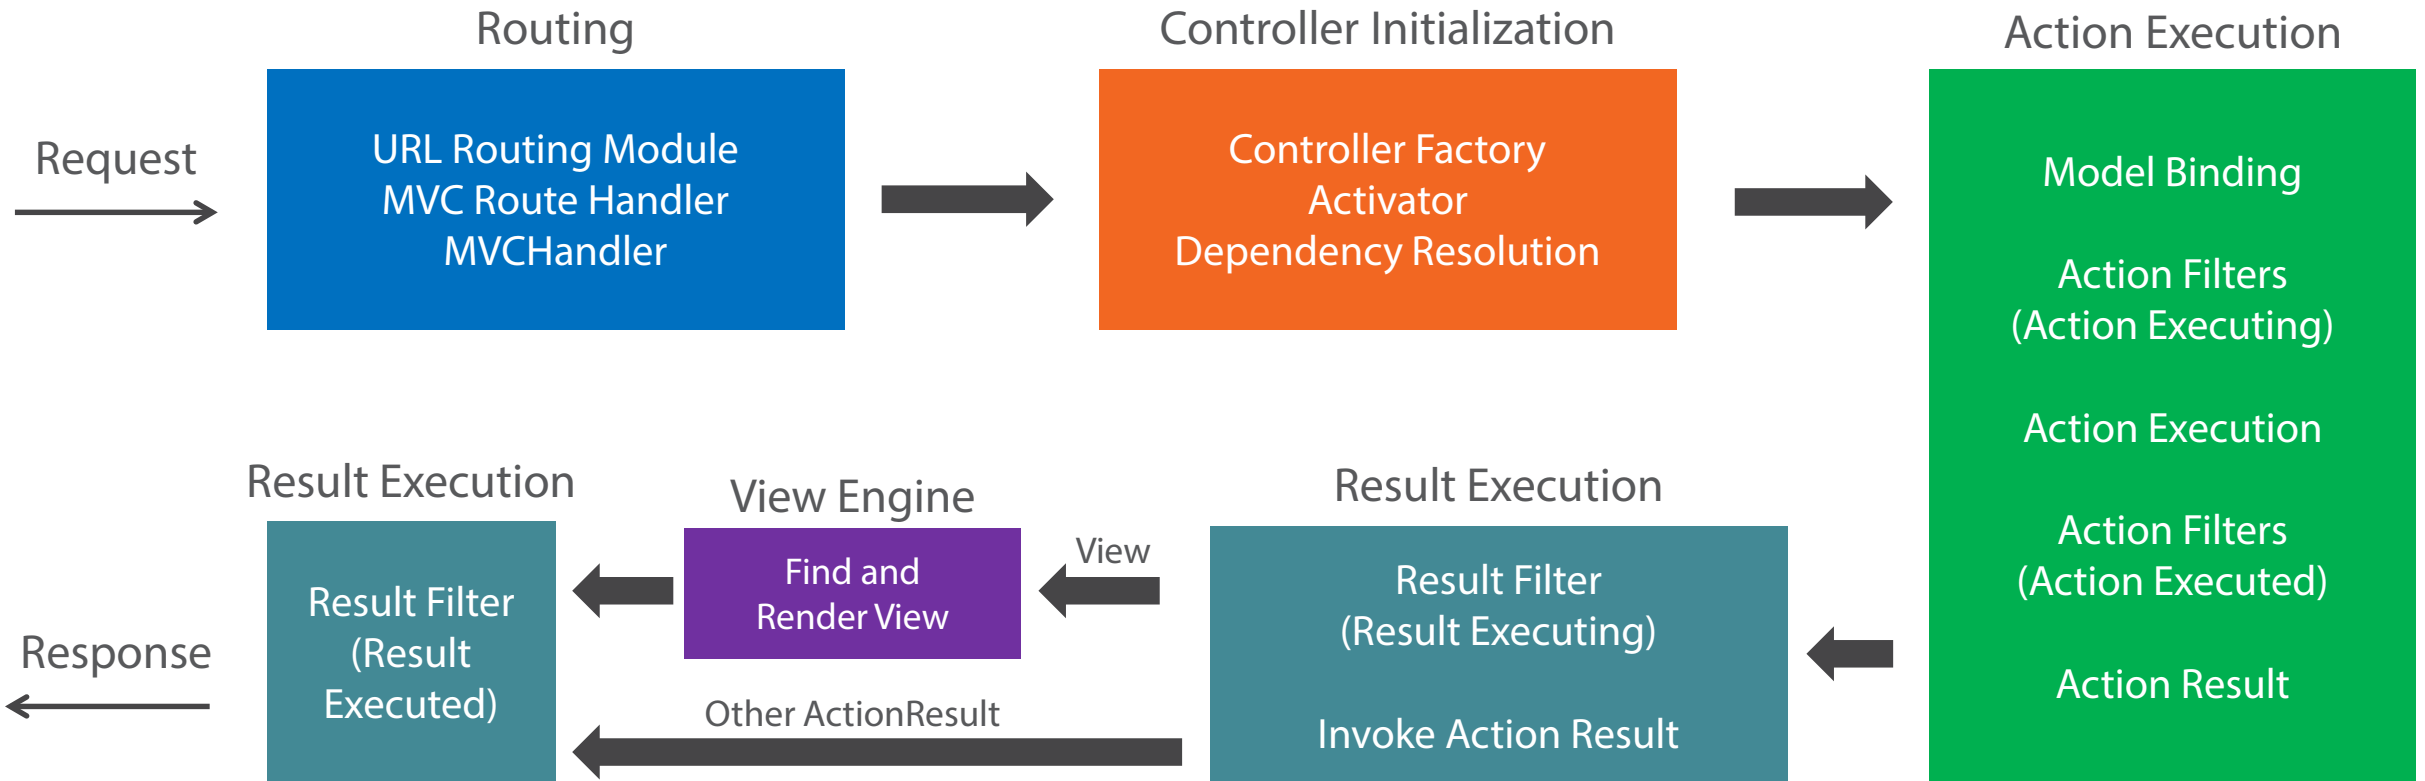 Routing
Controller Initialization
Action Execution
Request
URL Routing Module
MVC Route Handler
MVCHandler
Controller Factory
Activator
Dependency Resolution
Model Binding
Action Filters
(Action Executing)
Action Execution
Action Filters
(Action Executed)
Action Result
Result Execution
Result Filter
(Result Executing)
Invoke Action Result
View
View Engine
Find and
Render View
Other ActionResult
Result Execution
Result Filter
(Result
Executed)
Response